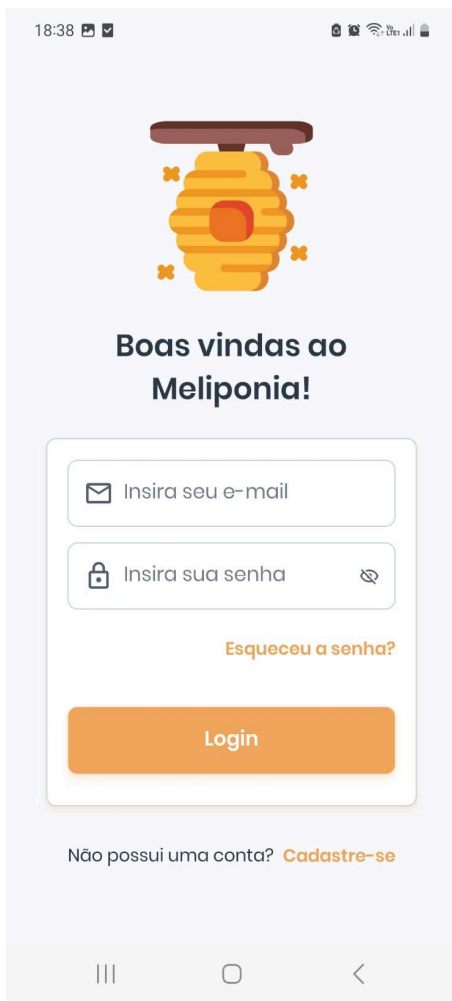 18:38
Boas vindas ao
Meliponia!
Insira seu e-mail
Insira sua senha
Esqueceu a senha?
Login
Não possui uma conta? Cadastre-se